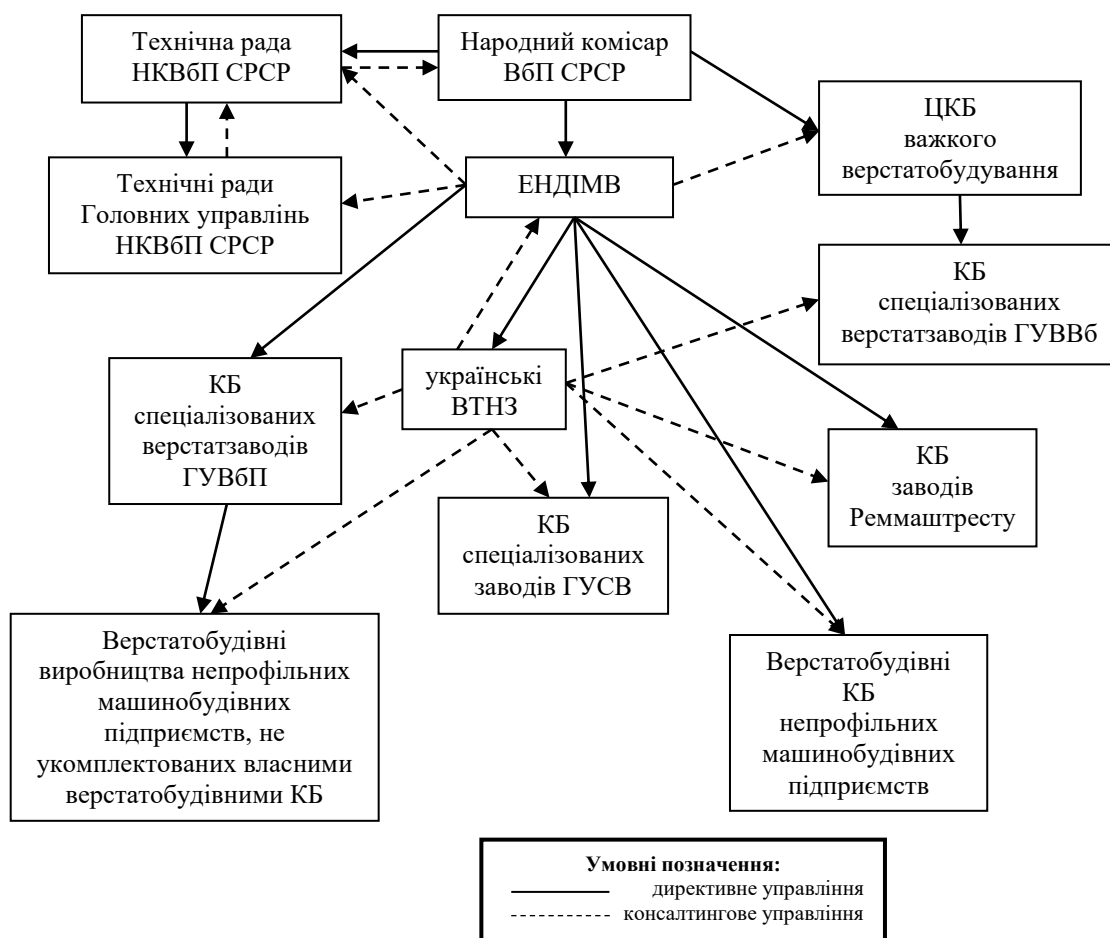 Технічна рада
НКВбП СРСР
Народний комісар
ВбП СРСР
ЦКБ
важкого
верстатобудування
Технічні ради
Головних управлінь
НКВбП СРСР
ЕНДІМВ
КБ
спеціалізованих
верстатзаводів ГУВВб
КБ
спеціалізованих
верстатзаводів
ГУВбП
українські
ВТНЗ
КБ
заводів
Реммаштресту
КБ
спеціалізованих
заводів ГУСВ
Верстатобудівні
виробництва непрофільних
машинобудівних
підприємств, не
укомплектованих власними
верстатобудівними КБ
Верстатобудівні
КБ
непрофільних
машинобудівних
підприємств
Умовні позначення:
директивне управління
консалтингове управління